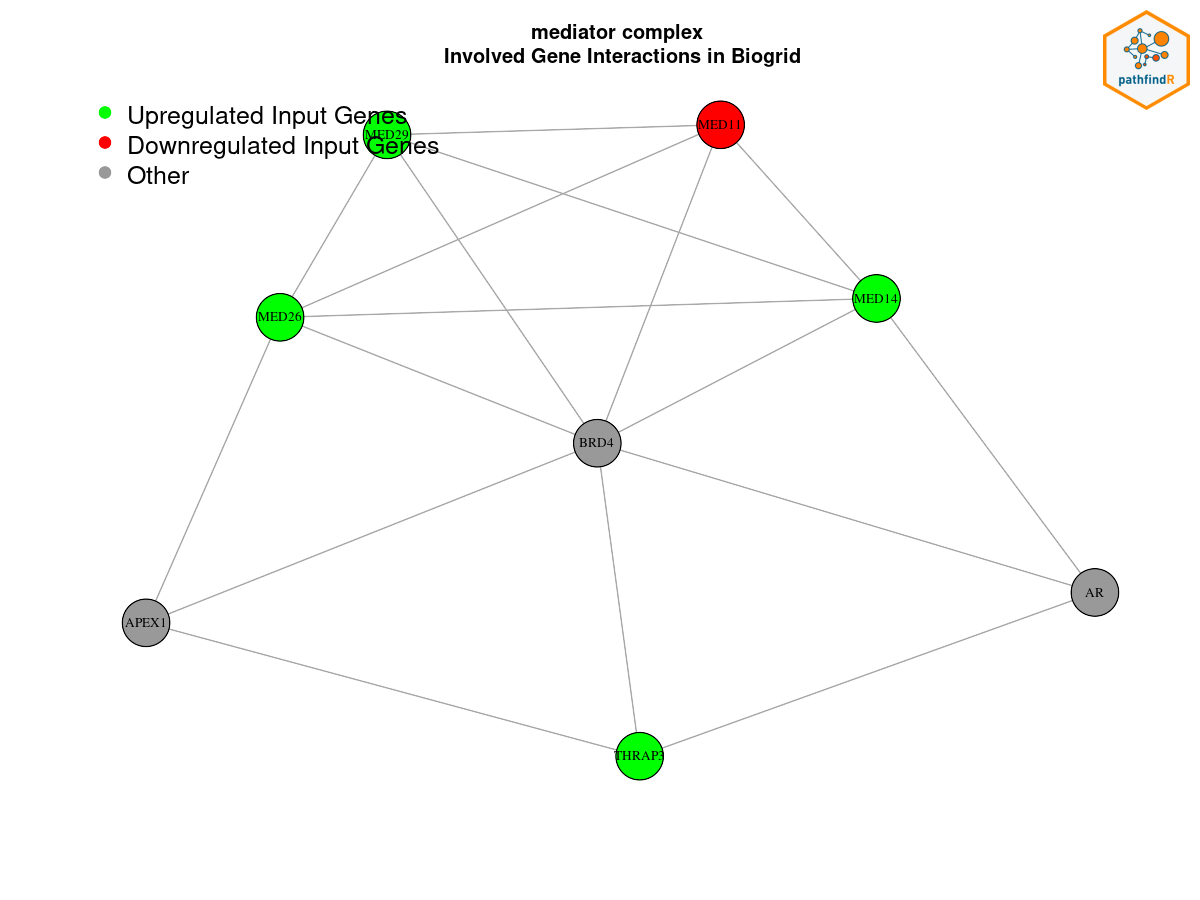 mediator complex
Involved Gene Interactions in Biogrid
pathfindR
Upregulated Input Genes
Downregulated Input Genes
Other
MED29
MED11
MED14
MED26
BRD4
AR
APEX1
THRAP3